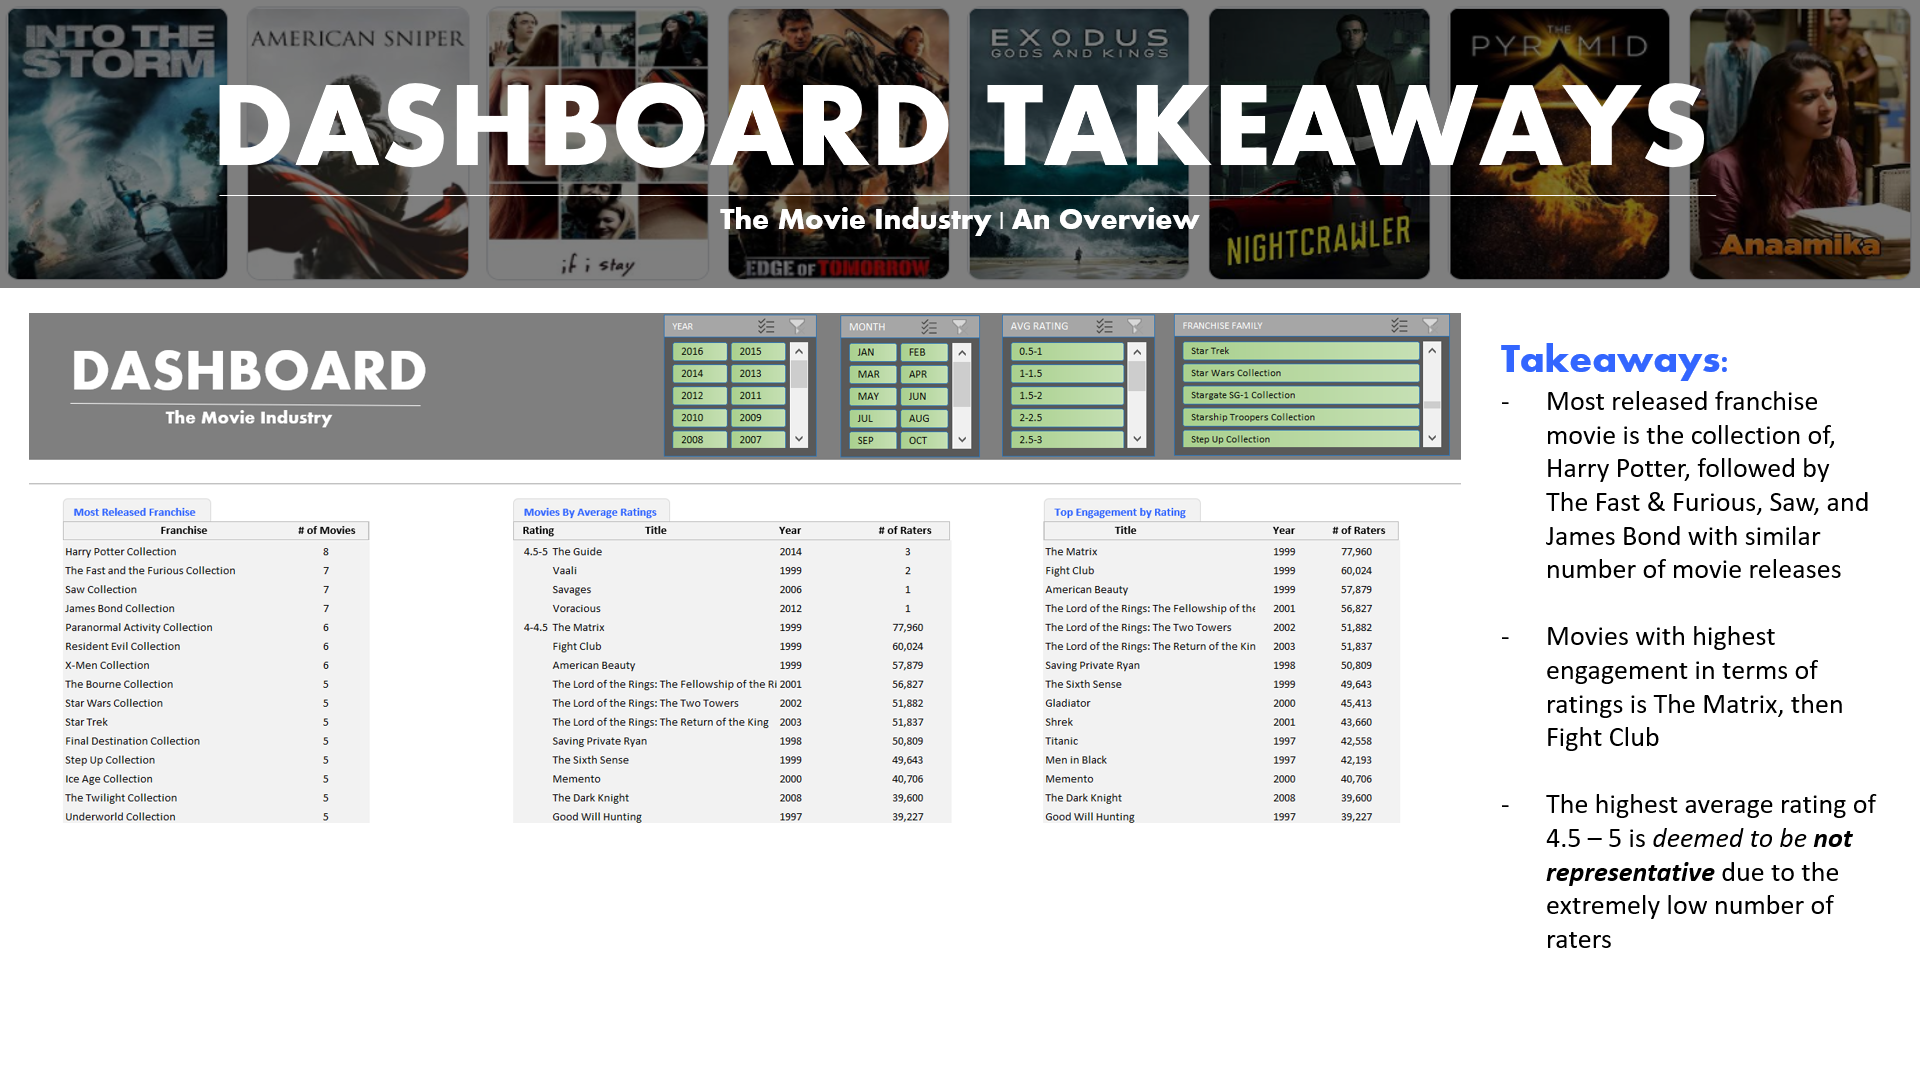 INTO THE
STORM
AMERICAN SNIPER
if i stay
EDGE OF TOMORROW
EXODUS
GODS AND KINGS
NIGHTCRAWLER
THE
PYRAMID
Anaamika
DASHBOARD TAKEAWAYS
The Movie Industry | An Overview
DASHBOARD
The Movie Industry
YEAR
2016 2015
2014 2013
2012 2011
2010 2009
2008 2007
MONTH
JAN FEB
MAR APR
MAY JUN
JUL AUG
SEP OCT
AVG RATING
0.5-1
1-1.5
1.5-2
2-2.5
2.5-3
FRANCHISE FAMILY
Star Trek
Star Wars Collection
Stargate SG-1 Collection
Starship Troopers Collection
Step Up Collection
Most Released Franchise
Franchise # of Movies
Harry Potter Collection 8
The Fast and the Furious Collection 7
Saw Collection 7
James Bond Collection 7
Paranormal Activity Collection 6
Resident Evil Collection 6
X-Men Collection 6
The Bourne Collection 5
Star Wars Collection 5
Star Trek 5
Final Destination Collection 5
Step Up Collection 5
Ice Age Collection 5
The Twilight Collection 5
Underworld Collection 5
Movies By Average Ratings
Rating Title Year # of Raters
4.5-5 The Guide 2014 3
Vaali 1999 2
Savages 2006 1
Voracious 2012 1
4-4.5 The Matrix 1999 77,960
Fight Club 1999 60,024
American Beauty 1999 57,879
The Lord of the Rings: The Fellowship of the Ri 2001 56,827
The Lord of the Rings: The Two Towers 2002 51,882
The Lord of the Rings: The Return of the King 2003 51,837
Saving Private Ryan 1998 50,809
The Sixth Sense 1999 49,643
Memento 2000 40,706
The Dark Knight 2008 39,600
Good Will Hunting 1997 39,227
Top Engagement by Rating
Title Year # of Raters
The Matrix 1999 77,960
Fight Club 1999 60,024
American Beauty 1999 57,879
The Lord of the Rings: The Fellowship of the 2001 56,827
The Lord of the Rings: The Two Towers 2002 51,882
The Lord of the Rings: The Return of the Kin 2003 51,837
Saving Private Ryan 1998 50,809
The Sixth Sense 1999 49,643
Gladiator 2000 45,413
Shrek 2001 43,660
Titanic 1997 42,558
Men in Black 1997 42,193
Memento 2000 40,706
The Dark Knight 2008 39,600
Good Will Hunting 1997 39,227
Takeaways:
- Most released franchise
movie is the collection of,
Harry Potter, followed by
The Fast & Furious, Saw, and
James Bond with similar
number of movie releases
- Movies with highest
engagement in terms of
ratings is The Matrix, then
Fight Club
- The highest average rating of
4.5 – 5 is deemed to be not
representative due to the
extremely low number of
raters